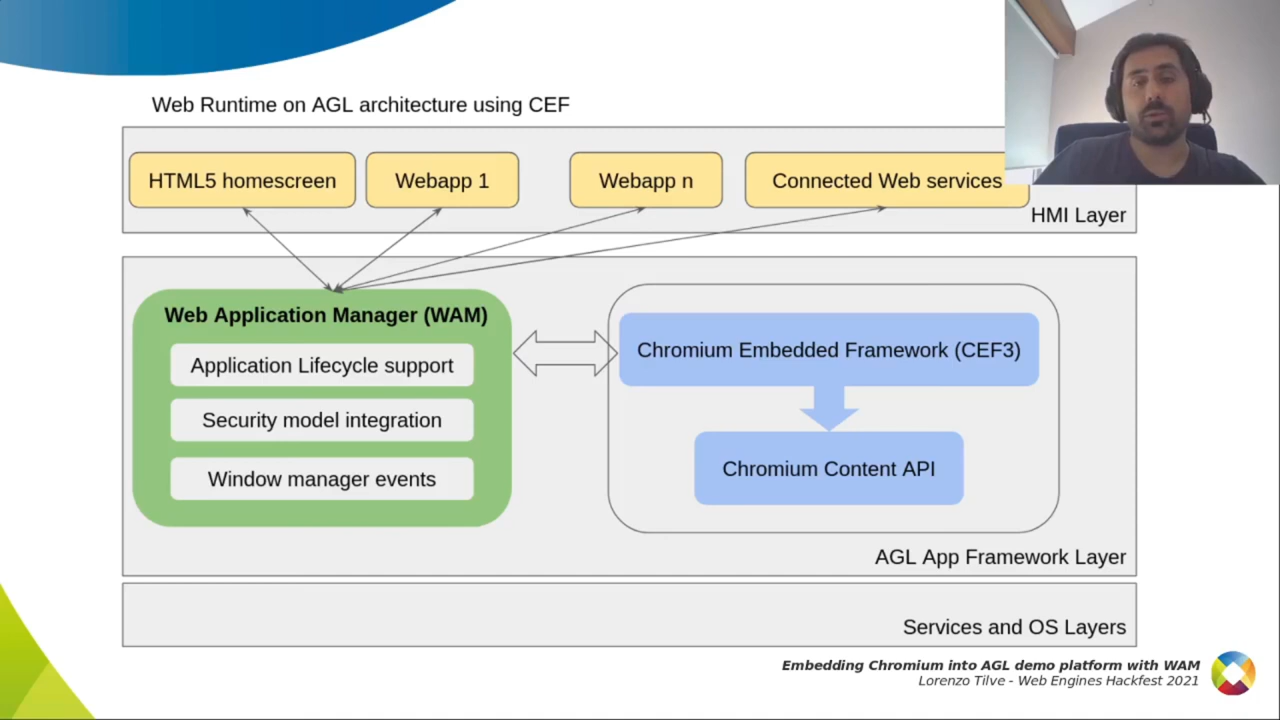 Web Runtime on AGL architecture using CEF
HTML5 homescreen
Webapp 1
Webapp n
Connected Web services
HMI Layer
Web Application Manager (WAM)
Application Lifecycle support
Security model integration
Window manager events
Chromium Embedded Framework (CEF3)
Chromium Content API
AGL App Framework Layer
Services and OS Layers
Embedding Chromium into AGL demo platform with WAM
Lorenzo Tilve - Web Engines Hackfest 2021